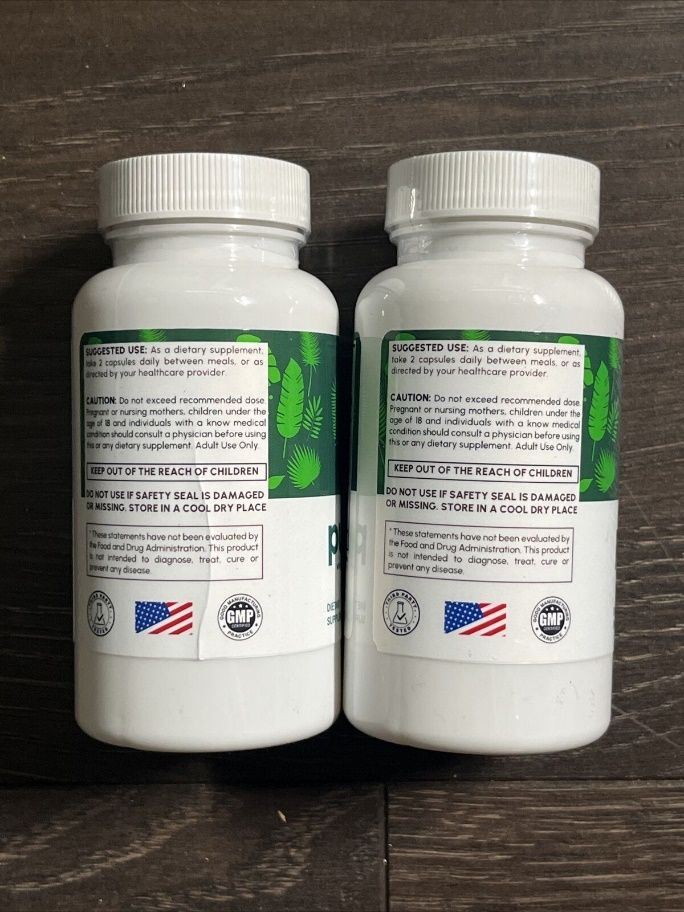 SUGGESTED USE: As a dietary supplement,
take 2 capsules daily between meals, or as
directed by your healthcare provider.
CAUTION: Do not exceed recommended dose.
Pregnant or nursing mothers, children under the
age of 18 and individuals with a know medical
condition should consult a physician before using
this or any dietary supplement. Adult Use Only.
KEEP OUT OF THE REACH OF CHILDREN
DO NOT USE IF SAFETY SEAL IS DAMAGED
OR MISSING. STORE IN A COOL DRY PLACE
* These statements have not been evaluated by
the Food and Drug Administration. This product
is not intended to diagnose, treat, cure or
prevent any disease.
THIRD PARTY
TESTED
GOOD MANUFACTURING
GMP
CERTIFIED
PRACTICE
SUGGESTED USE: As a dietary supplement,
take 2 capsules daily between meals, or as
directed by your healthcare provider.
CAUTION: Do not exceed recommended dose.
Pregnant or nursing mothers, children under the
age of 18 and individuals with a know medical
condition should consult a physician before using
this or any dietary supplement. Adult Use Only.
KEEP OUT OF THE REACH OF CHILDREN
DO NOT USE IF SAFETY SEAL IS DAMAGED
OR MISSING. STORE IN A COOL DRY PLACE
* These statements have not been evaluated by
the Food and Drug Administration. This product
is not intended to diagnose, treat, cure or
prevent any disease.
THIRD PARTY
TESTED
GOOD MANUFACTURING
GMP
CERTIFIED
PRACTICE